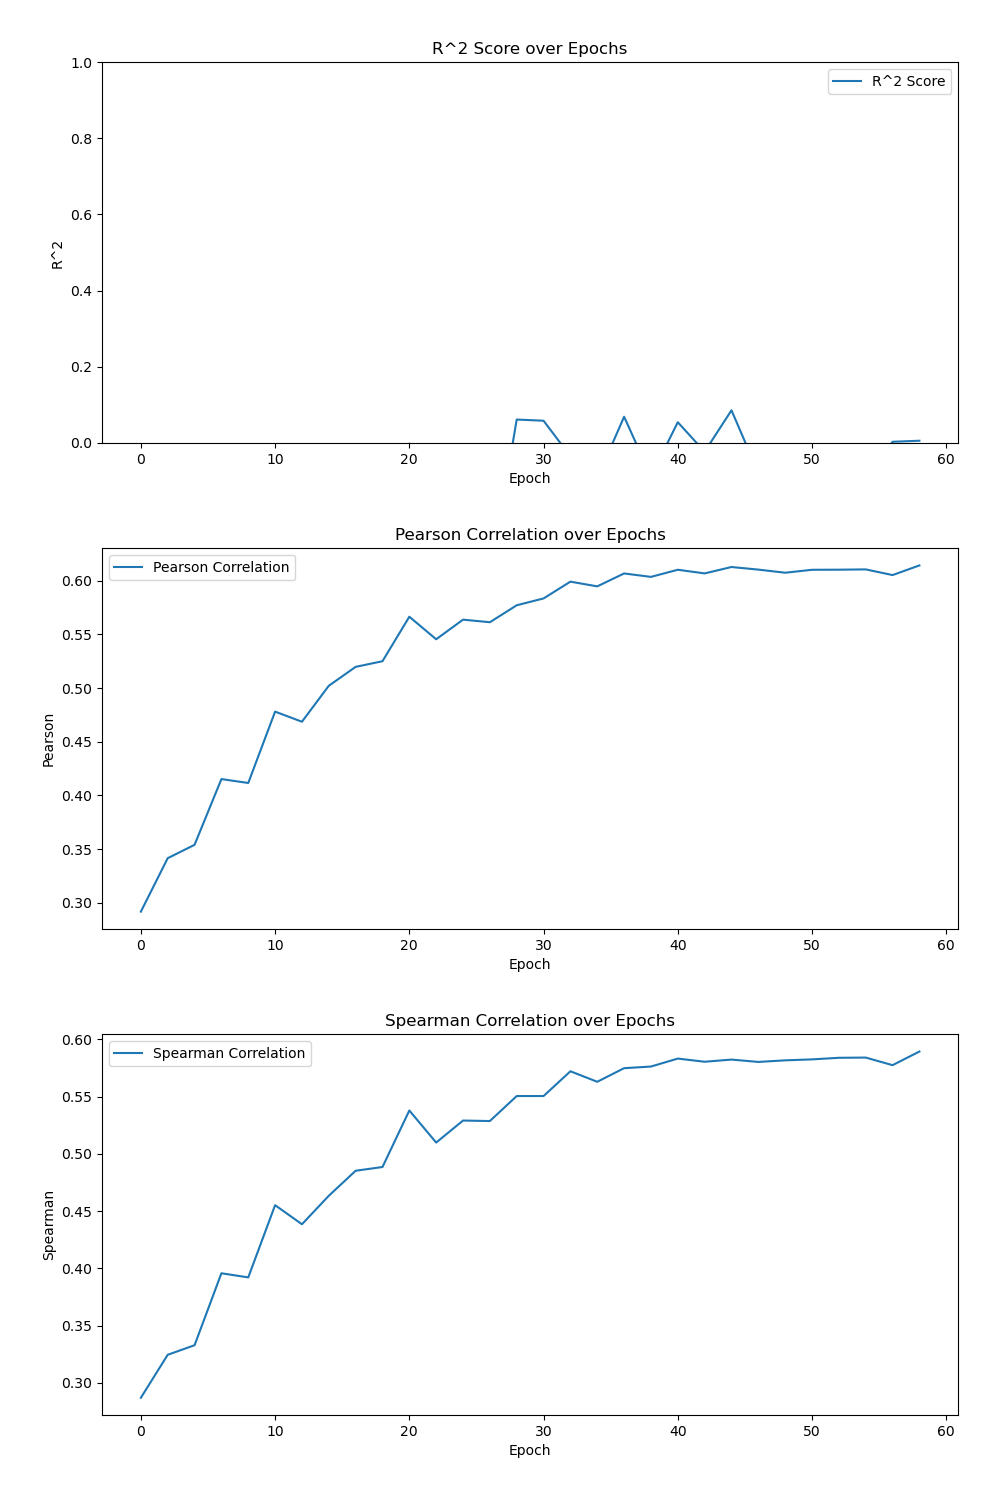 R^2 Score over Epochs
1.0
R^2 Score
0.8
0.6
R^2
0.4
0.2
0.0
0 10 20 30 40 50 60
Epoch
Pearson Correlation over Epochs
Pearson Correlation
0.60
0.55
0.50
0.45
Pearson
0.40
0.35
0.30
0 10 20 30 40 50 60
Epoch
Spearman Correlation over Epochs
0.60
Spearman Correlation
0.55
0.50
0.45
Spearman
0.40
0.35
0.30
0 10 20 30 40 50 60
Epoch